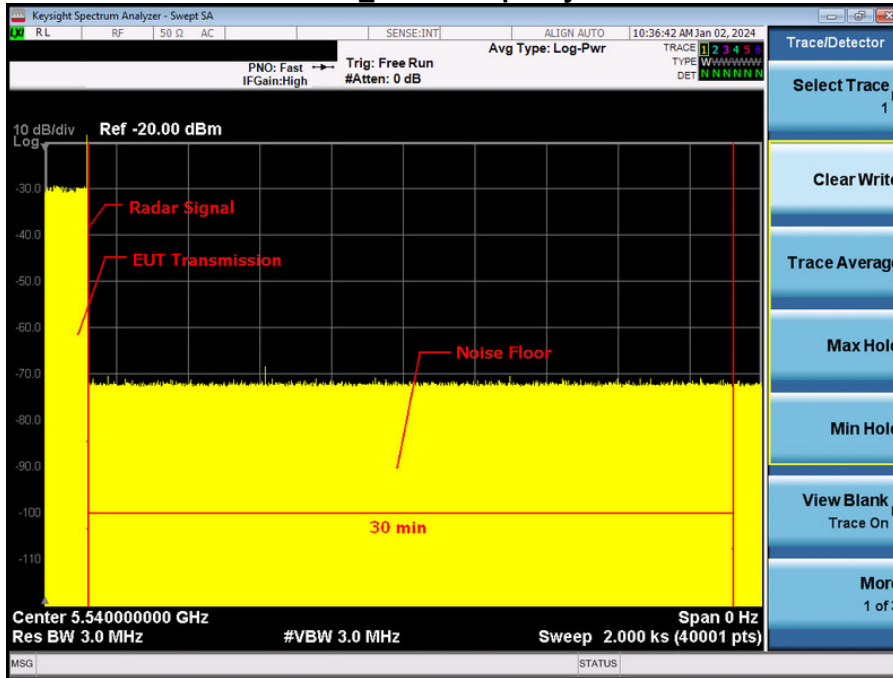 Keysight Spectrum Analyzer - Swept SA
LXI RL RF 50 Ω AC SENSE:INT ALIGN AUTO 10:36:42 AM Jan 02, 2024
Avg Type: Log-Pwr
TRACE 1 2 3 4 5 6
TYPE WWWWWW
DET N N N N N N
PNO: Fast
IFGain:High
Trig: Free Run
#Atten: 0 dB
10 dB/div Ref -20.00 dBm
Log
-30.0
-40.0
-50.0
-60.0
-70.0
-80.0
-90.0
-100
-110
Radar Signal
EUT Transmission
Noise Floor
30 min
Center 5.540000000 GHz Span 0 Hz
Res BW 3.0 MHz #VBW 3.0 MHz Sweep 2.000 ks (40001 pts)
MSG STATUS
Trace/Detector
Select Trace
1
Clear Write
Trace Average
Max Hold
Min Hold
View Blank
Trace On
More
1 of 3